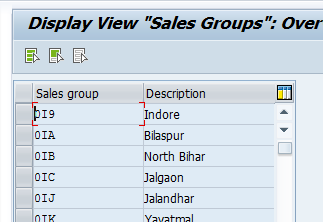 Display View "Sales Groups": Over
Sales group Description
0I9 Indore
0IA Bilaspur
0IB North Bihar
0IC Jalgaon
0IJ Jalandhar
0IK Yavatmal